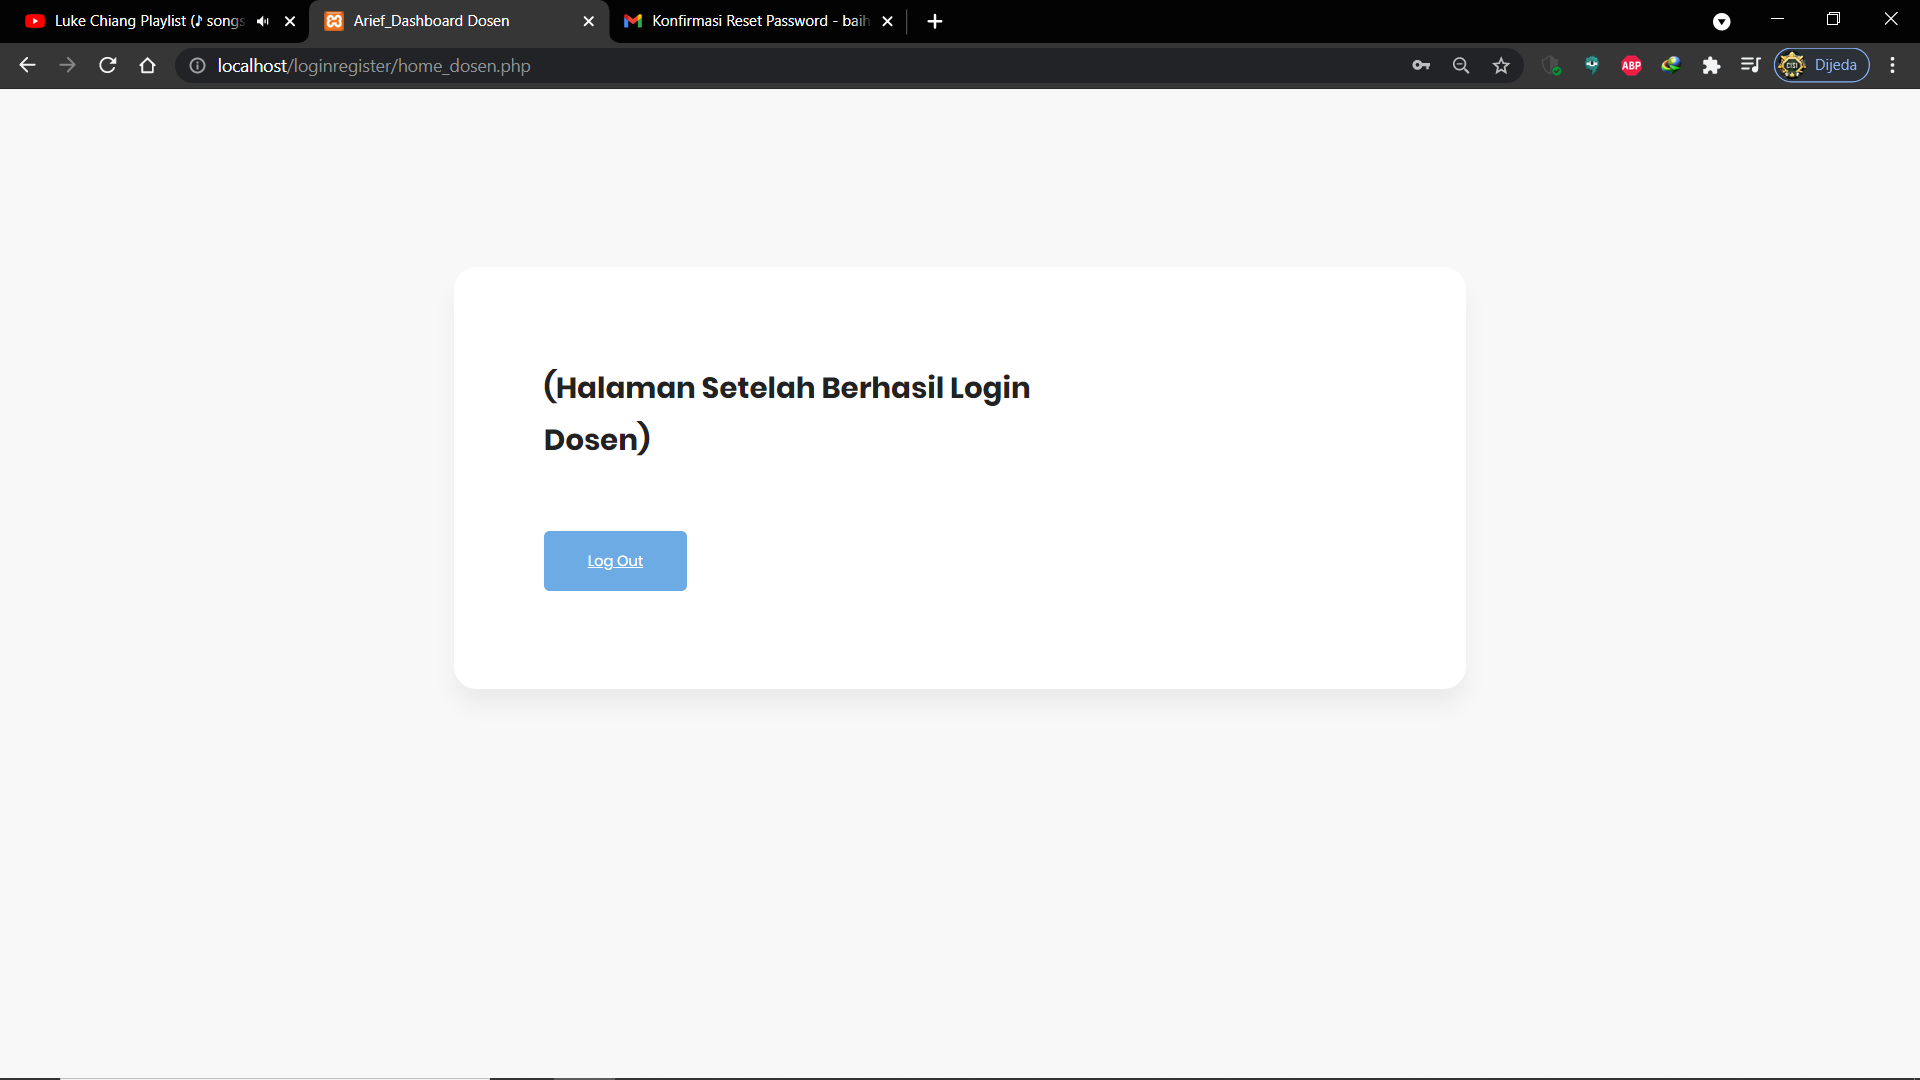 Luke Chiang Playlist (♪ songs
Arief_Dashboard Dosen
Konfirmasi Reset Password - baih
localhost/loginregister/home_dosen.php
ABP
Dijeda
(Halaman Setelah Berhasil Login
Dosen)
Log Out